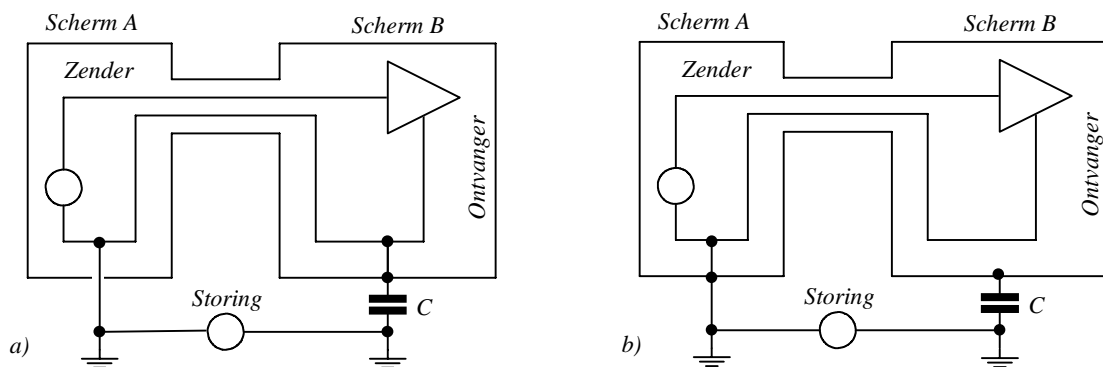 Scherm A
Scherm B
Zender
Ontvanger
Storing
C
a)
Scherm A
Scherm B
Zender
Ontvanger
Storing
C
b)